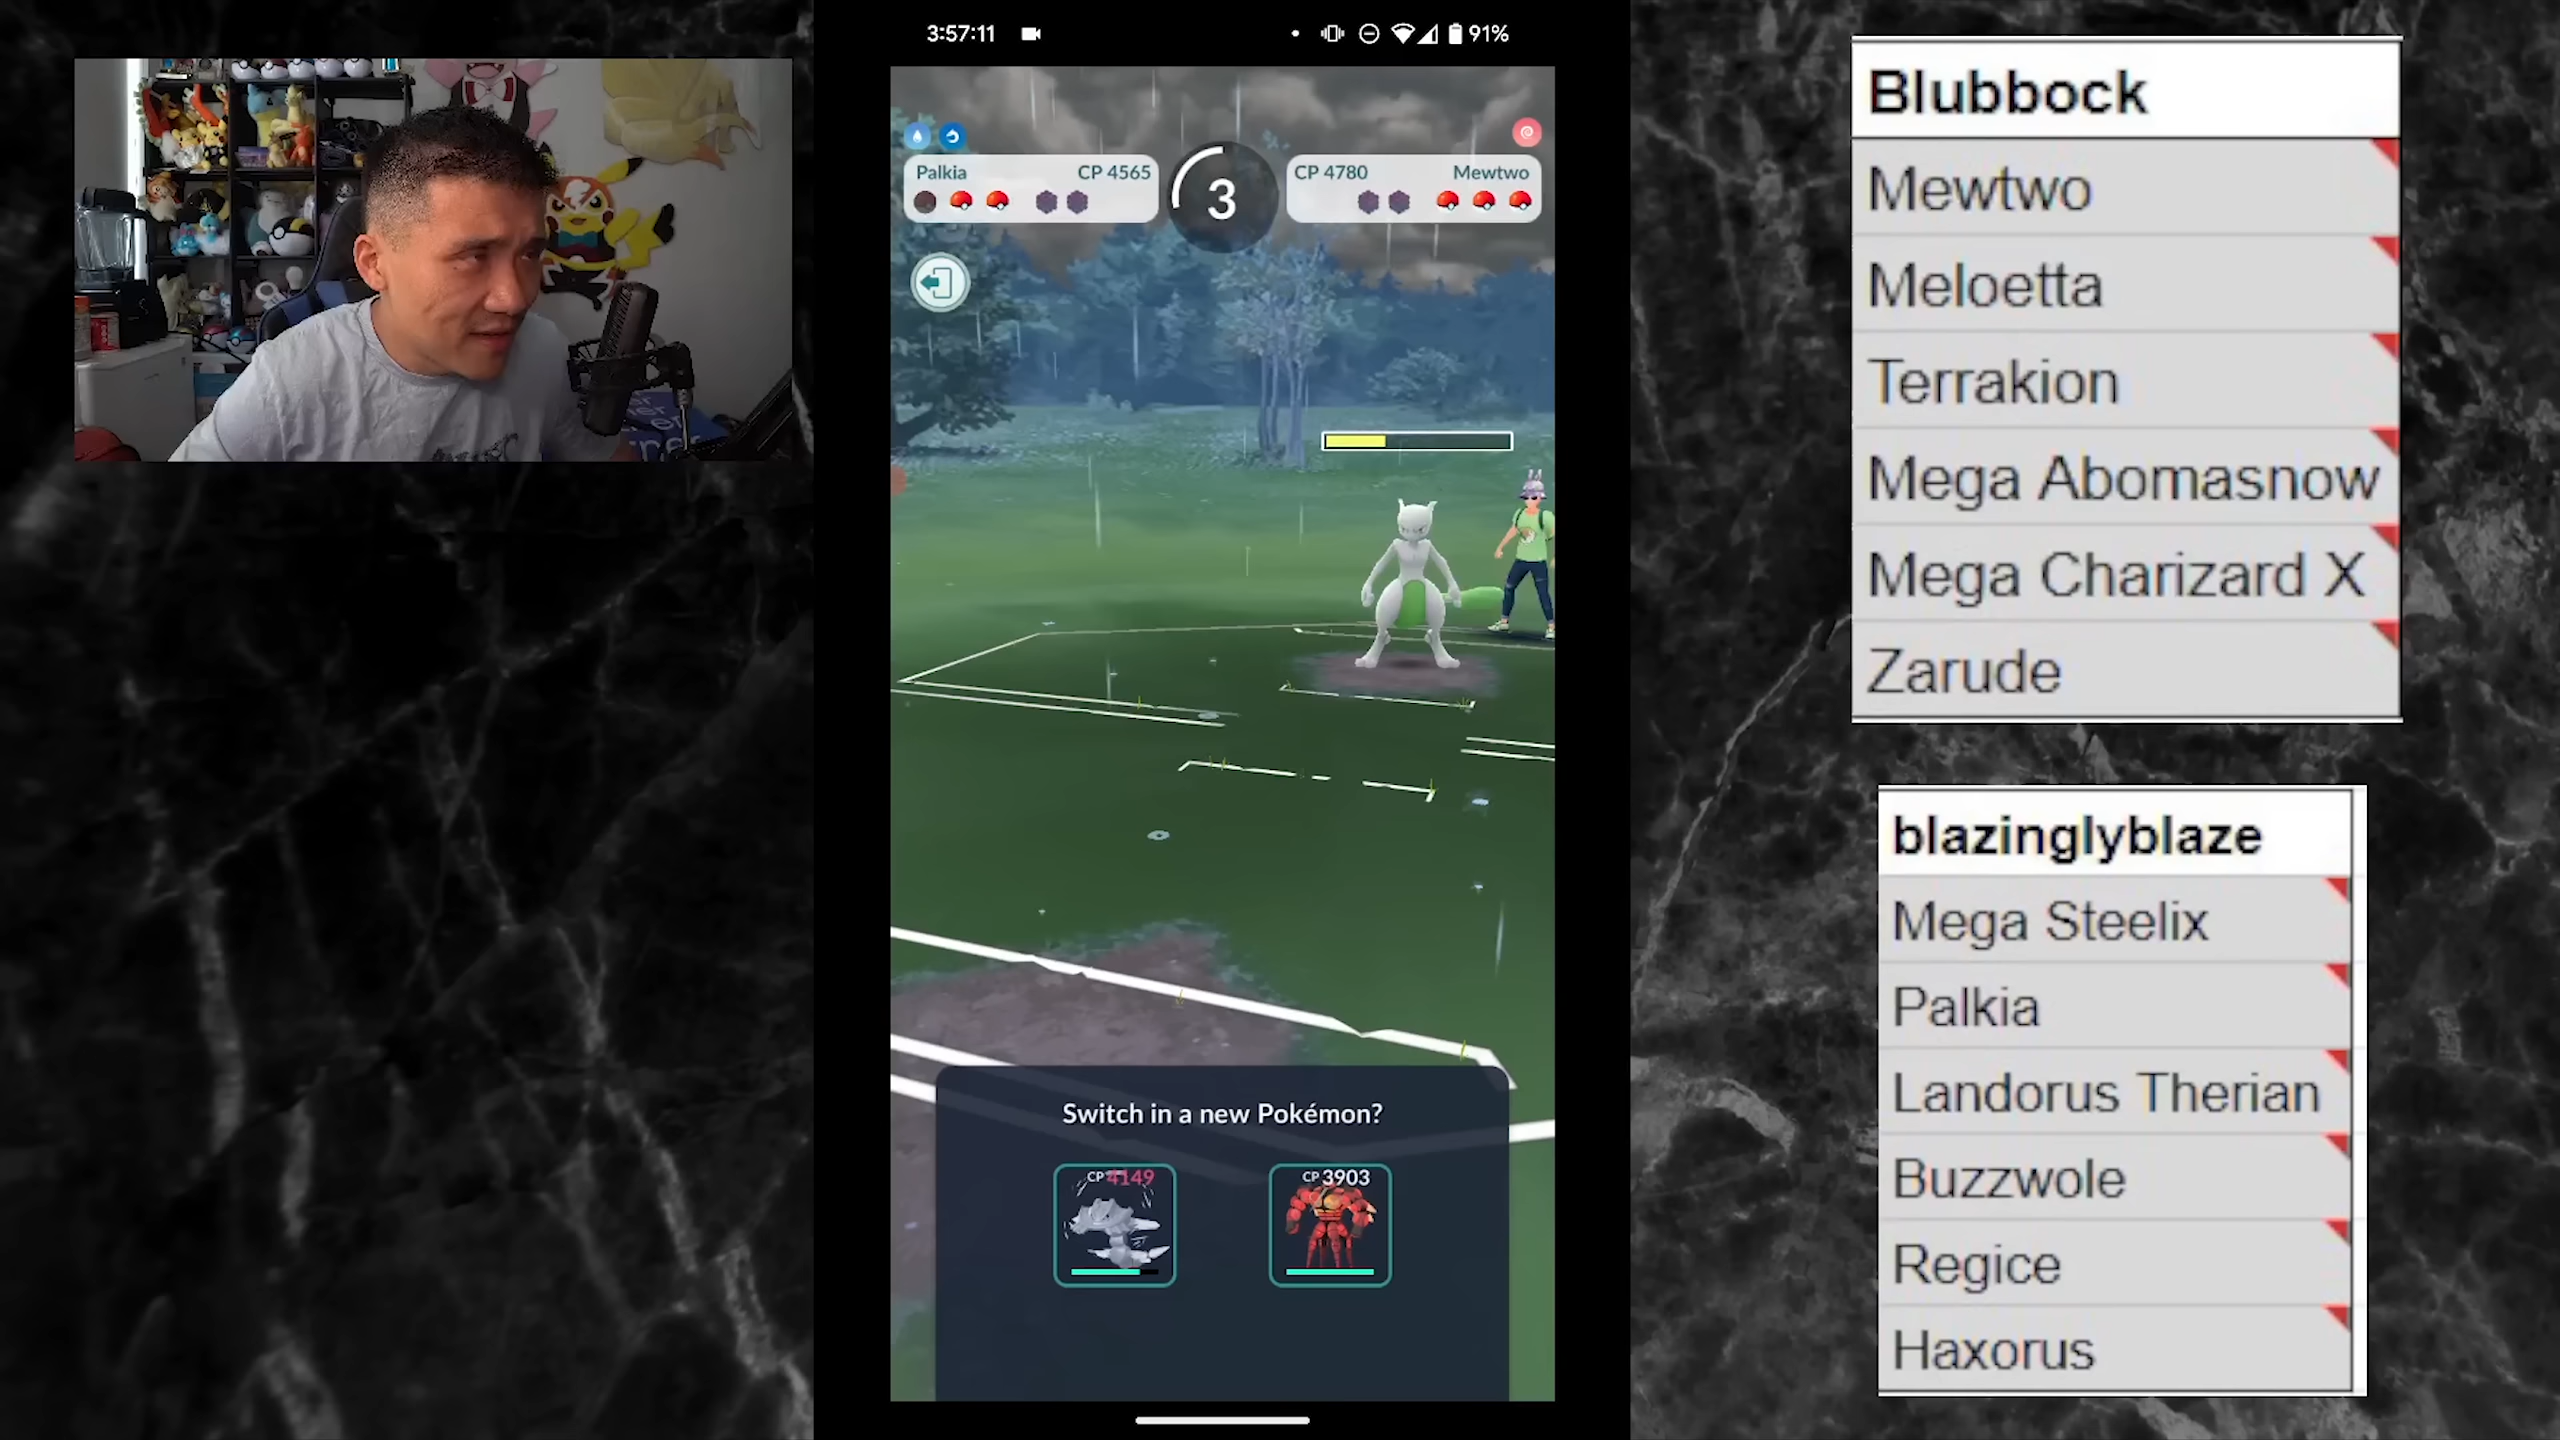 3:57:11
91%
Palkia CP 4565
3
CP 4780 Mewtwo
Switch in a new Pokémon?
CP 4149
CP 3903
Blubbock
Mewtwo
Meloetta
Terrakion
Mega Abomasnow
Mega Charizard X
Zarude
blazinglyblaze
Mega Steelix
Palkia
Landorus Therian
Buzzwole
Regice
Haxorus